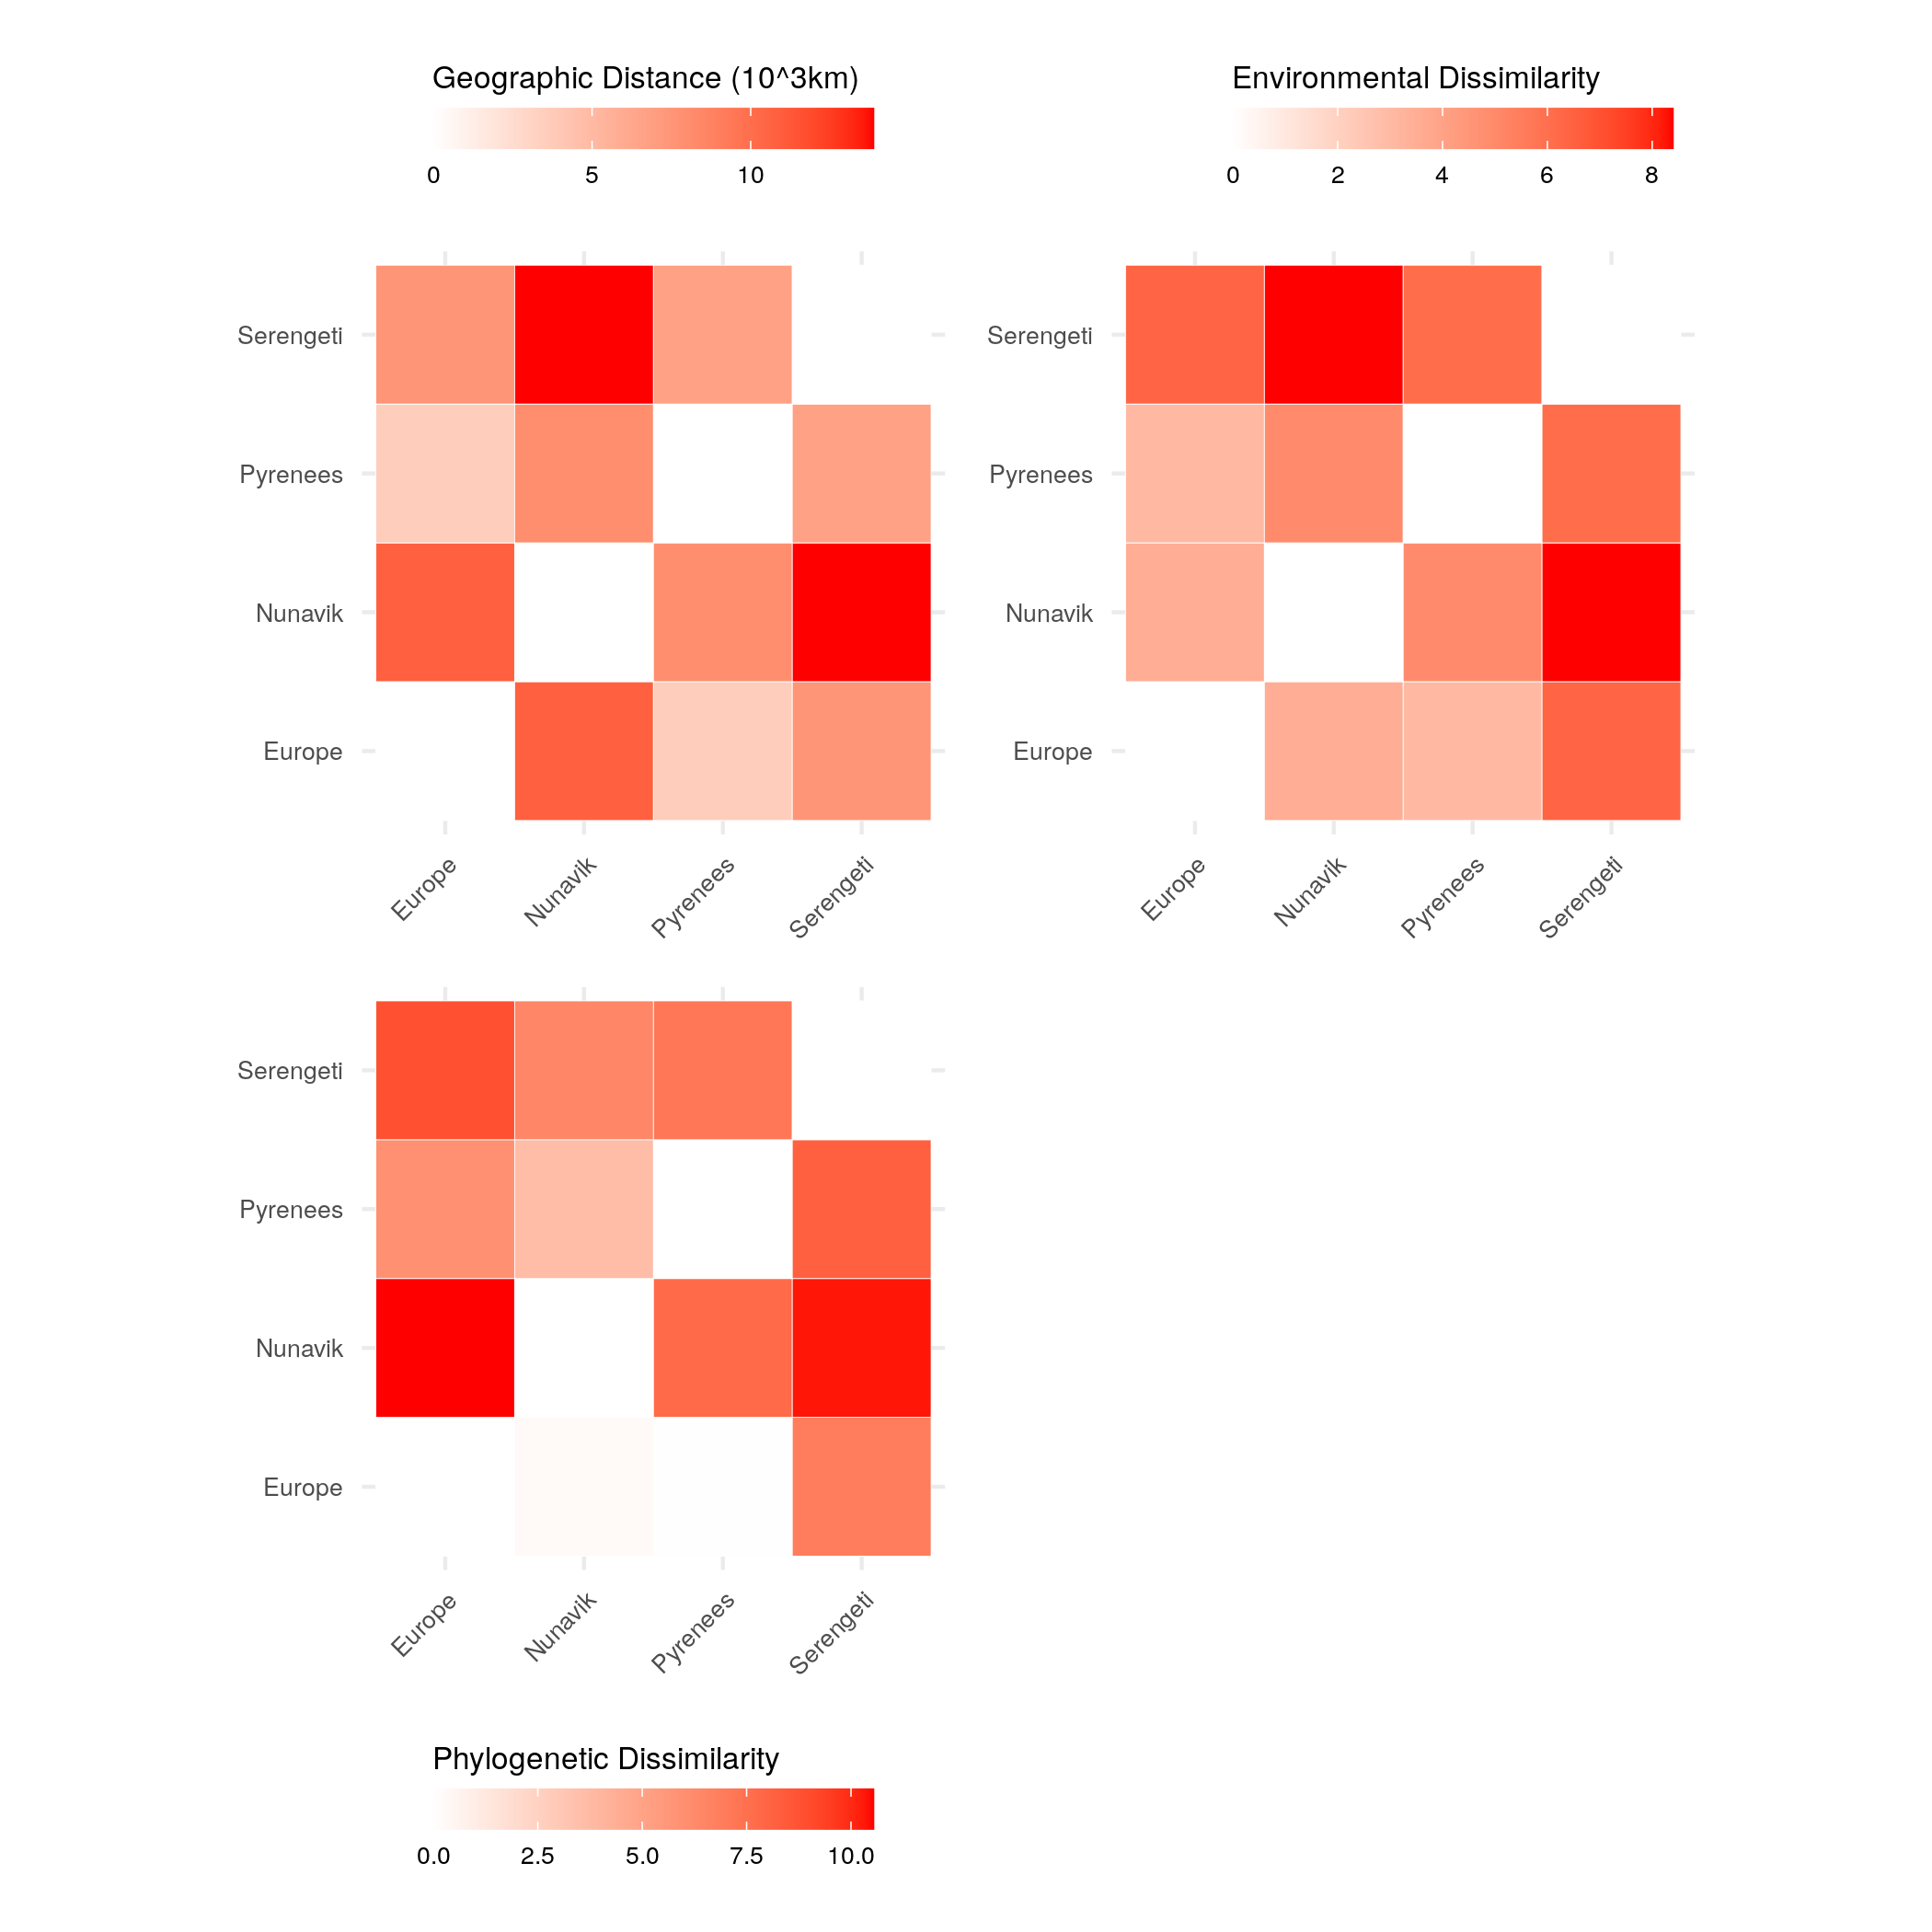 Geographic Distance (10^3km)
0 5 10
Serengeti
Pyrenees
Nunavik
Europe
Europe Nunavik Pyrenees Serengeti
Environmental Dissimilarity
0 2 4 6 8
Serengeti
Pyrenees
Nunavik
Europe
Europe Nunavik Pyrenees Serengeti
Serengeti
Pyrenees
Nunavik
Europe
Europe Nunavik Pyrenees Serengeti
Phylogenetic Dissimilarity
0.0 2.5 5.0 7.5 10.0